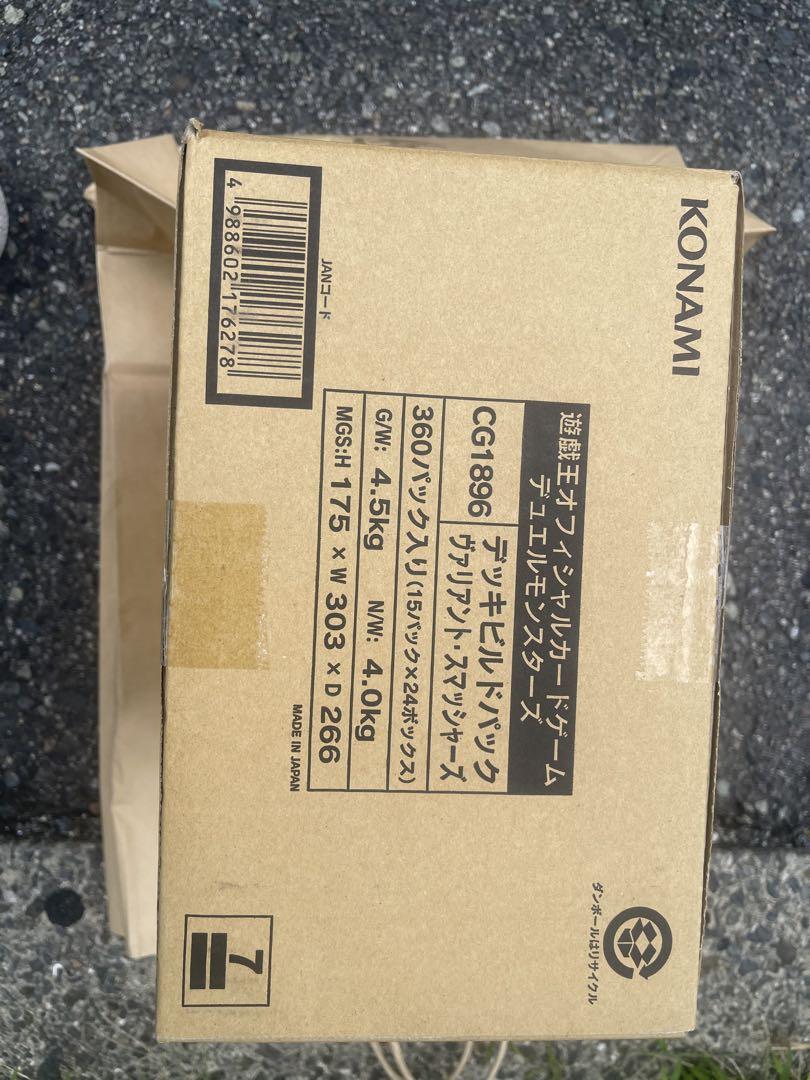 KONAMI
JANコード
4 988602 176278
遊戯王オフィシャルカードゲーム
デュエルモンスターズ
CG1896
デッキビルドパック
ヴァリアント・スマッシャーズ
360パック入り(15パック×24ボックス)
G/W: 4.5kg N/W: 4.0kg
MGS:H 175 × W 303 × D 266
MADE IN JAPAN
ダンボールはリサイクル
7